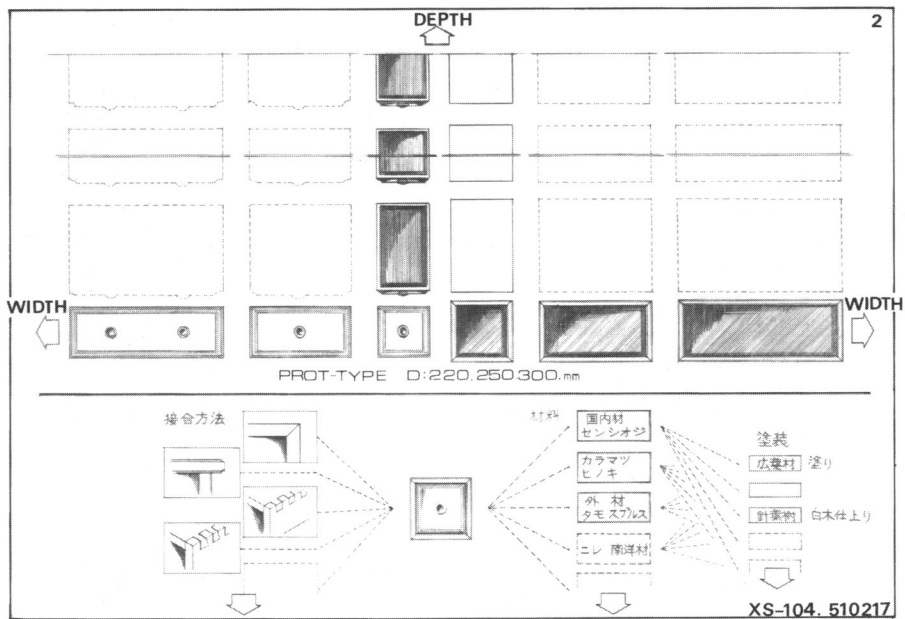 DEPTH
2
WIDTH
WIDTH
PROT-TYPE D:220.250.300.mm
接合方法
材料
国内材
センシオジ
カラマツ
ヒノキ
外 材
タモ スプルス
ニレ 南洋材
塗装
広葉材 塗り
針葉樹 白木仕上り
XS-104. 510217